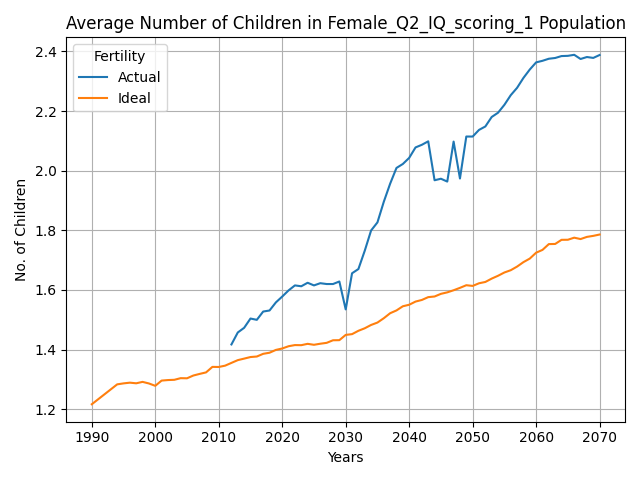 Average Number of Children in Female_Q2_IQ_scoring_1 Population
Fertility
Actual
Ideal
No. of Children
2.4
2.2
2.0
1.8
1.6
1.4
1.2
1990 2000 2010 2020 2030 2040 2050 2060 2070
Years